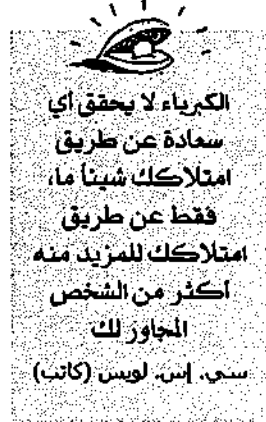 الكبرياء لا يحقق أي
سعادة عن طريق
امتلاكك شيئاً ما،
فقط عن طريق
امتلاكك للمزيد منه
أكثر من الشخص
المجاور لك
سي. إس. لويس (كاتب)